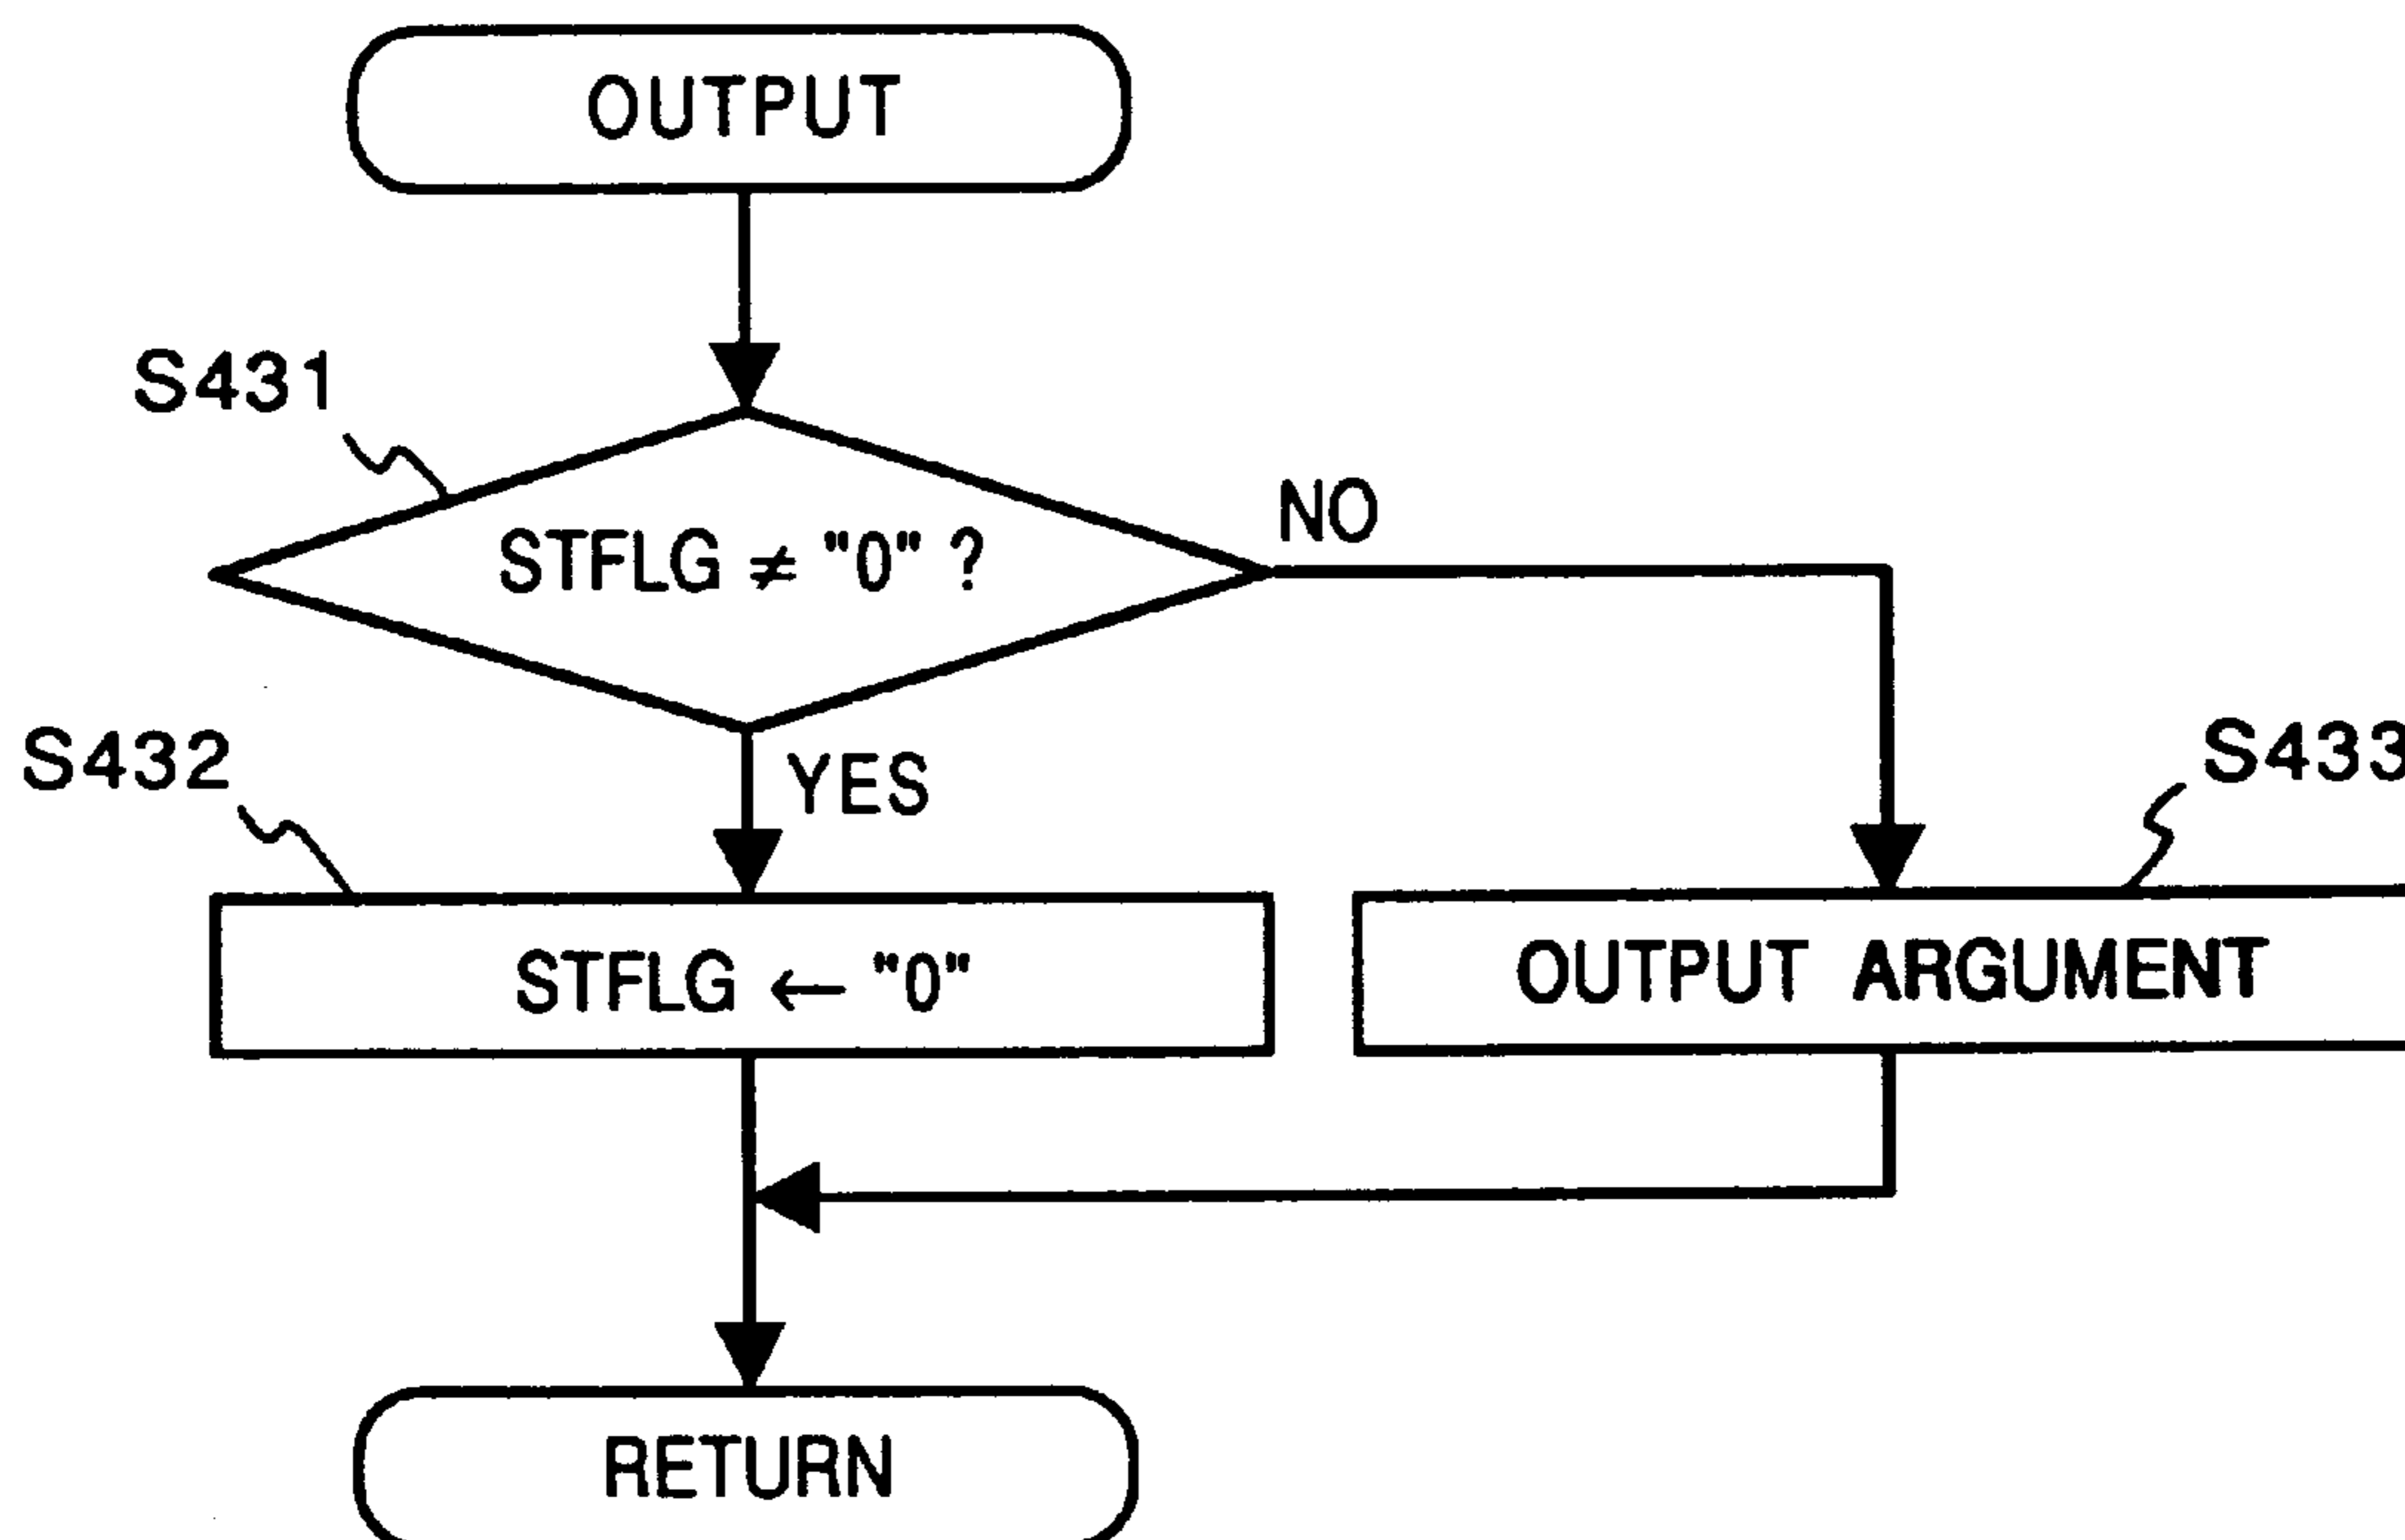 OUTPUT
S431
STFLG ≠ "0" ?
NO
S432
YES
S433
STFLG ← "0"
OUTPUT ARGUMENT
RETURN